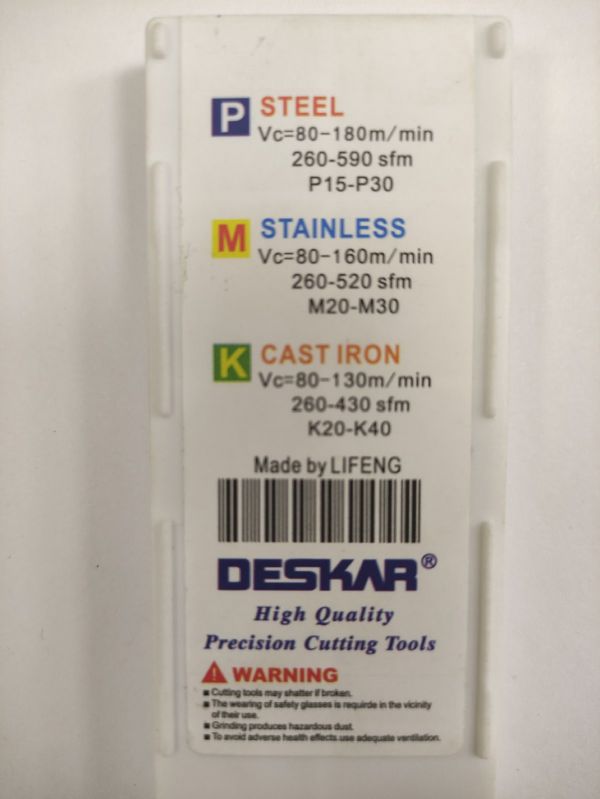 P STEEL
Vc=80-180m/min
260-590 sfm
P15-P30
M STAINLESS
Vc=80-160m/min
260-520 sfm
M20-M30
K CAST IRON
Vc=80-130m/min
260-430 sfm
K20-K40
Made by LIFENG
DESKAR®
High Quality
Precision Cutting Tools
WARNING
■ Cutting tools may shatter if broken.
■ The wearing of safety glasses is requirde in the vicinity
of their use.
■ Grinding produces hazardous dust.
■ To avoid adverse health effects.use adequate ventilation.